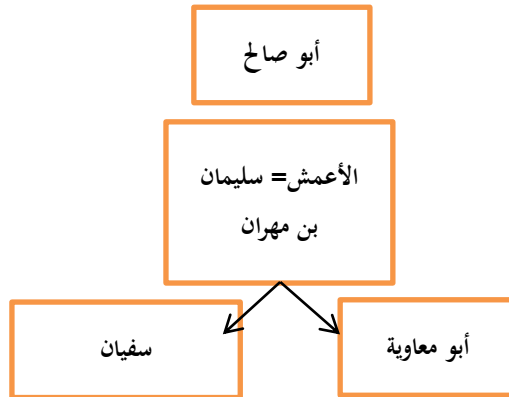 أبو صالح
الأعمش= سليمان
بن مهران
أبو معاوية
سفيان